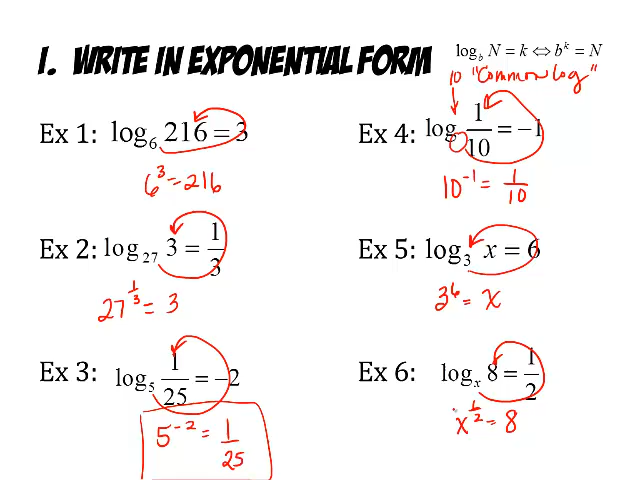 I. WRITE IN EXPONENTIAL FORM
log_b N = k ⇔ b^k = N
10 "Common log"
Ex 1: log_6 216 = 3
6^3 = 216
Ex 2: log_27 3 = 1/3
27^(1/3) = 3
Ex 3: log_5 1/25 = -2
5^-2 = 1/25
Ex 4: log 1/10 = -1
10^-1 = 1/10
Ex 5: log_3 x = 6
3^6 = x
Ex 6: log_x 8 = 1/2
x^(1/2) = 8